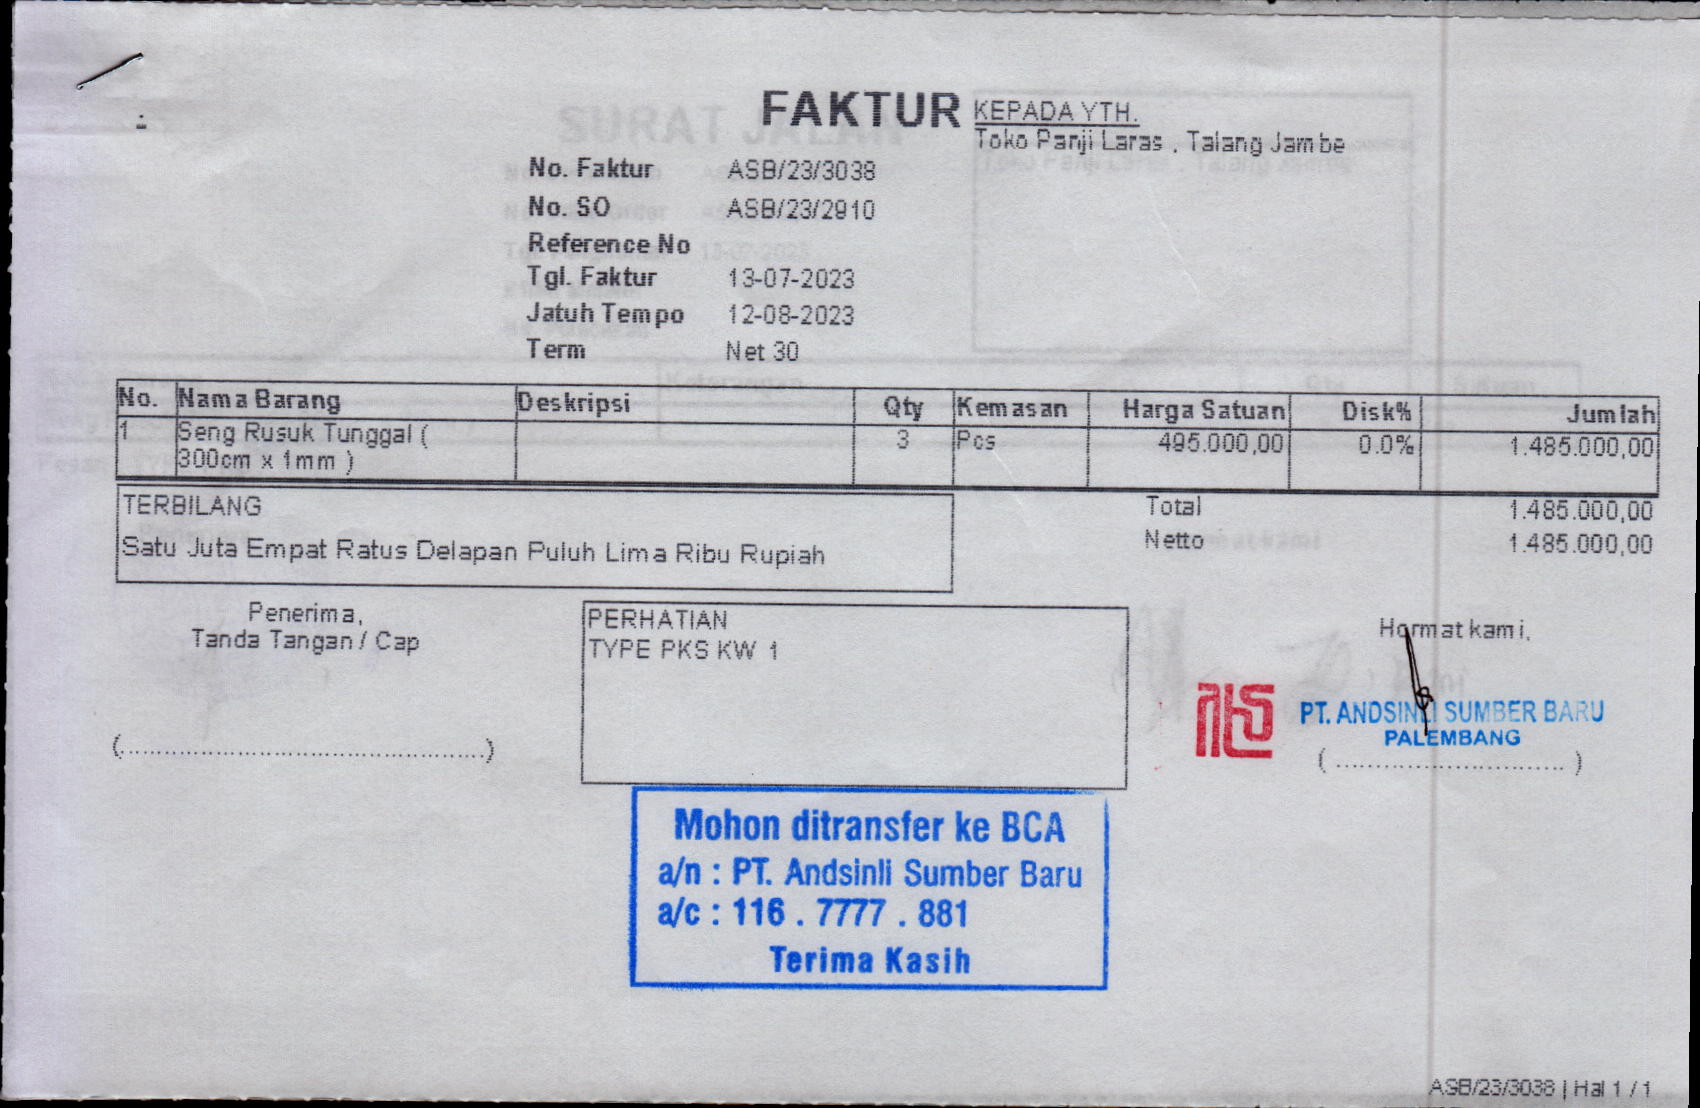 FAKTUR
KEPADA YTH.
Toko Panji Laras , Talang Jambe
No. Faktur ASB/23/3038
No. SO ASB/23/2910
Reference No
Tgl. Faktur 13-07-2023
Jatuh Tempo 12-08-2023
Term Net 30
No. Nama Barang Deskripsi Qty Kemasan Harga Satuan Disk% Jumlah
1 Seng Rusuk Tunggal ( 3 Pcs 495.000,00 0.0% 1.485.000,00
300cm x 1mm )
TERBILANG
Satu Juta Empat Ratus Delapan Puluh Lima Ribu Rupiah
Total 1.485.000,00
Netto 1.485.000,00
Penerima,
Tanda Tangan / Cap
(.....................................................)
PERHATIAN
TYPE PKS KW 1
Hormat kami,
PT. ANDSINLI SUMBER BARU
PALEMBANG
( ................................. )
Mohon ditransfer ke BCA
a/n : PT. Andsinli Sumber Baru
a/c : 116 . 7777 . 881
Terima Kasih
ASB/23/3038 | Hal 1 / 1